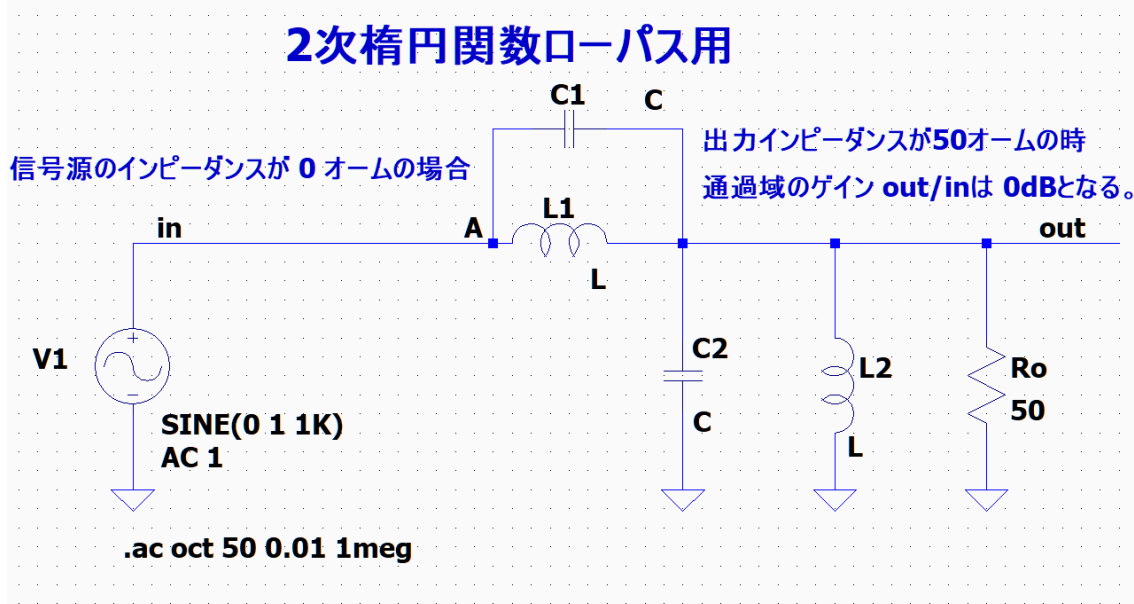 2次楕円関数ローパス用
C1
C
信号源のインピーダンスが 0 オームの場合
出力インピーダンスが50オームの時
通過域のゲイン out/inは 0dBとなる。
in
A
L1
out
L
V1
C2
L2
Ro
50
SINE(0 1 1K)
AC 1
C
L
.ac oct 50 0.01 1meg